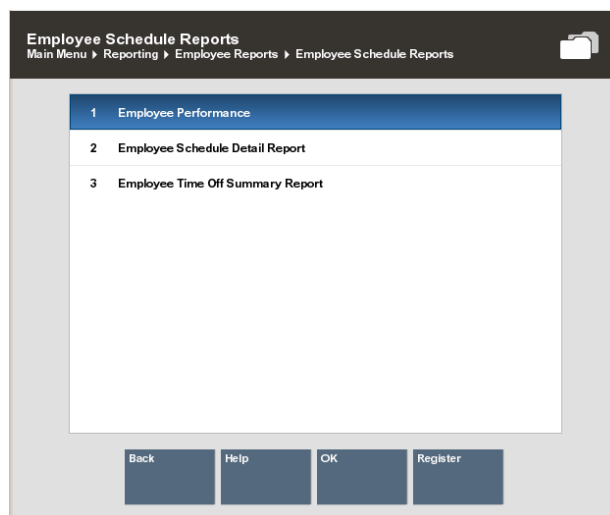 Employee Schedule Reports
Main Menu ▸ Reporting ▸ Employee Reports ▸ Employee Schedule Reports
1 Employee Performance
2 Employee Schedule Detail Report
3 Employee Time Off Summary Report
Back Help OK Register